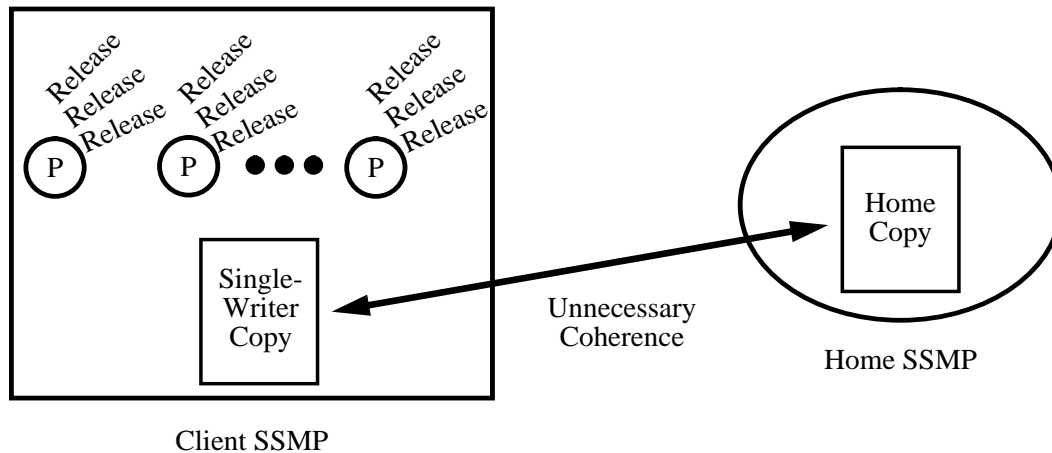 Release
Release
Release
Release
Release
Release
Release
Release
Release
P
P
P
Single-
Writer
Copy
Unnecessary
Coherence
Home
Copy
Home SSMP
Client SSMP